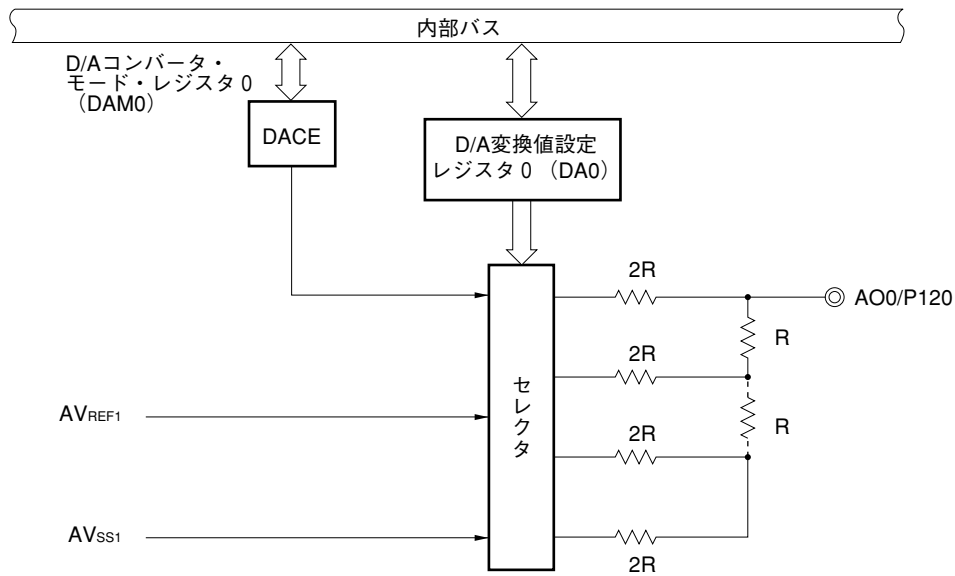 内部バス
D/Aコンバータ・
モード・レジスタ0
（DAM0）
DACE
D/A変換値設定
レジスタ0 （DA0）
2R
AO0/P120
R
2R
セレクタ
AVREF1
R
2R
AVSS1
2R